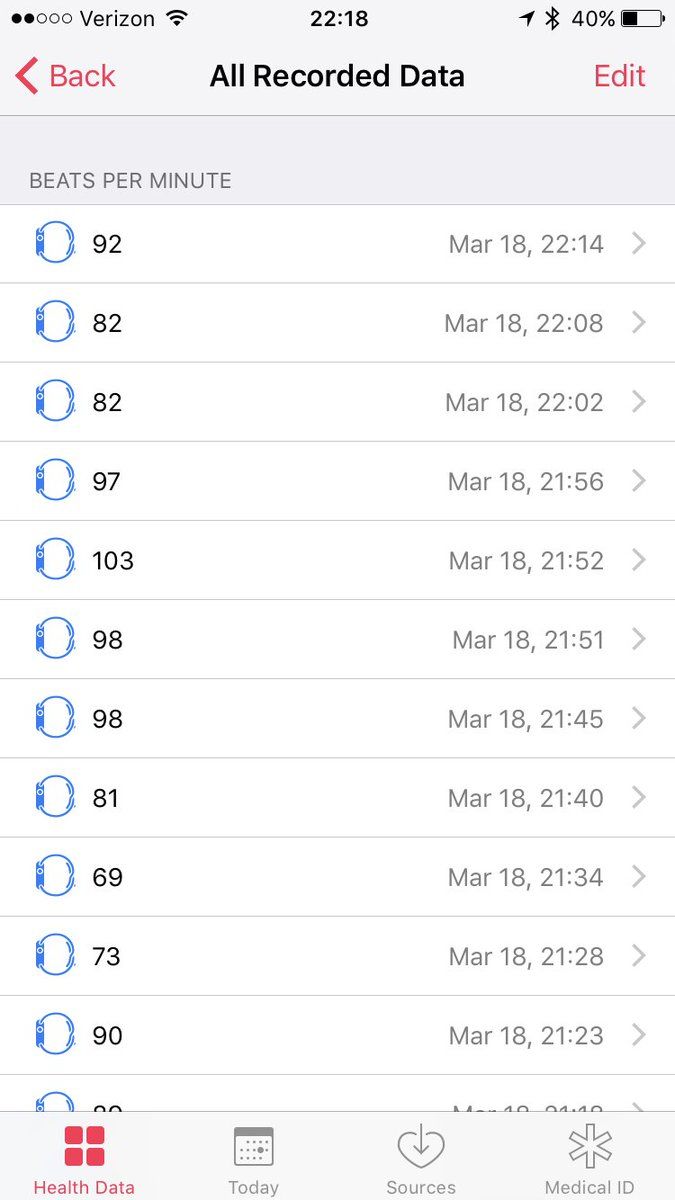 Verizon 22:18 40%
Back All Recorded Data Edit
BEATS PER MINUTE
92 Mar 18, 22:14
82 Mar 18, 22:08
82 Mar 18, 22:02
97 Mar 18, 21:56
103 Mar 18, 21:52
98 Mar 18, 21:51
98 Mar 18, 21:45
81 Mar 18, 21:40
69 Mar 18, 21:34
73 Mar 18, 21:28
90 Mar 18, 21:23
Health Data Today Sources Medical ID